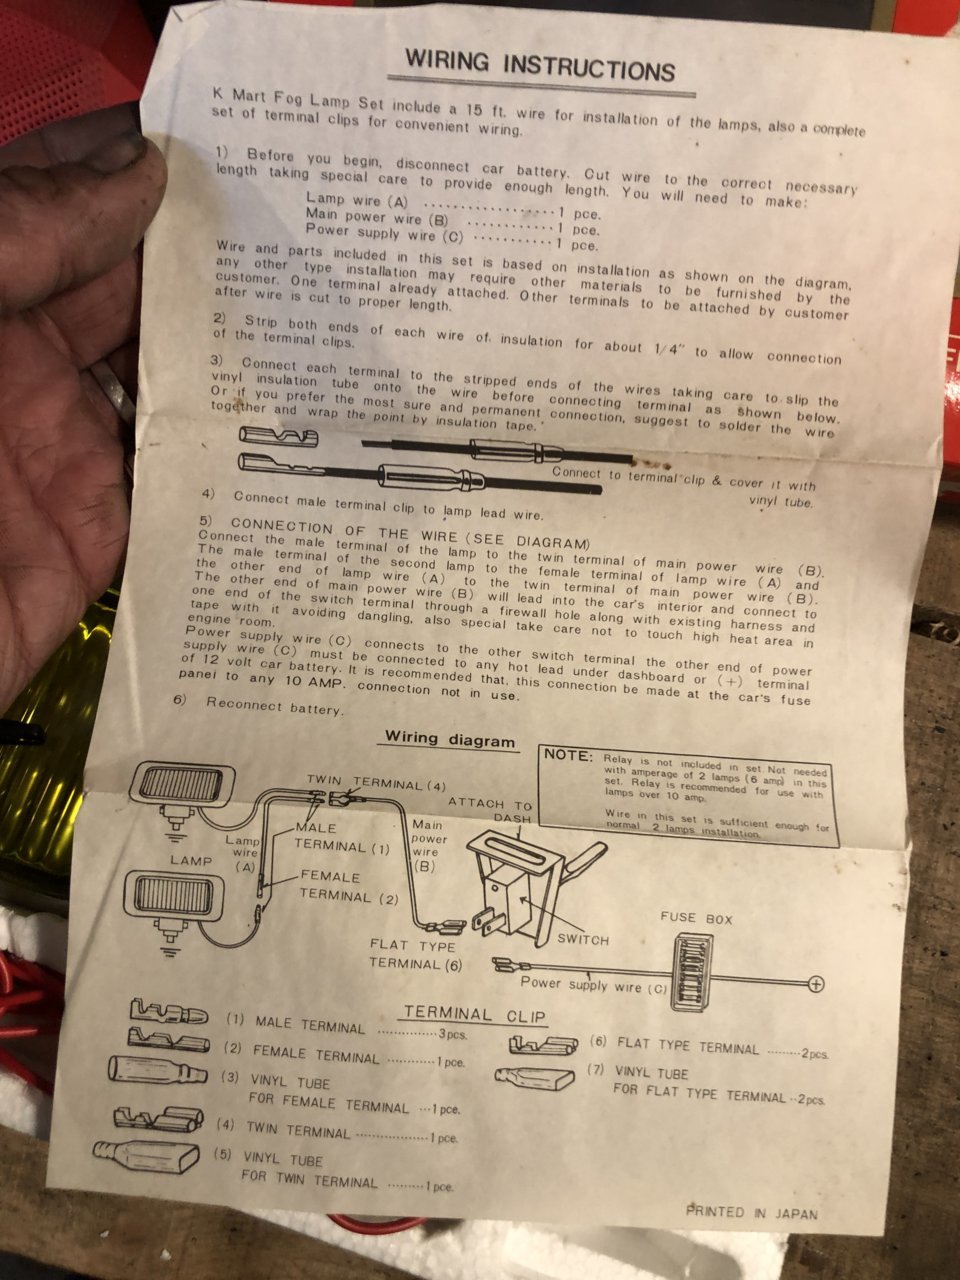 WIRING INSTRUCTIONS
K Mart Fog Lamp Set include a 15 ft. wire for installation of the lamps, also a complete
set of terminal clips for convenient wiring.
1) Before you begin, disconnect car battery. Cut wire to the correct necessary
length taking special care to provide enough length. You will need to make:
Lamp wire (A) ................. 1 pce.
Main power wire (B) ............ 1 pce.
Power supply wire (C) ........... 1 pce.
Wire and parts included in this set is based on installation as shown on the diagram,
any other type installation may require other materials to be furnished by the
customer. One terminal already attached. Other terminals to be attached by customer
after wire is cut to proper length.
2) Strip both ends of each wire of insulation for about 1/4" to allow connection
of the terminal clips.
3) Connect each terminal to the stripped ends of the wires taking care to slip the
vinyl insulation tube onto the wire before connecting terminal as shown below.
Or if you prefer the most sure and permanent connection, suggest to solder the wire
together and wrap the point by insulation tape.
Connect to terminal clip & cover it with
vinyl tube.
4) Connect male terminal clip to lamp lead wire.
5) CONNECTION OF THE WIRE (SEE DIAGRAM)
Connect the male terminal of the lamp to the twin terminal of main power wire (B).
The male terminal of the second lamp to the female terminal of lamp wire (A) and
the other end of lamp wire (A) to the twin terminal of main power wire (B).
The other end of main power wire (B) will lead into the car's interior and connect to
one end of the switch terminal through a firewall hole along with existing harness and
tape with it avoiding dangling, also special take care not to touch high heat area in
engine room.
Power supply wire (C) connects to the other switch terminal the other end of power
supply wire (C) must be connected to any hot lead under dashboard or (+) terminal
of 12 volt car battery. It is recommended that, this connection be made at the car's fuse
panel to any 10 AMP. connection not in use.
6) Reconnect battery.
Wiring diagram
NOTE: Relay is not included in set. Not needed
with amperage of 2 lamps (6 amp) in this
set. Relay is recommended for use with
lamps over 10 amp.
Wire in this set is sufficient enough for
normal 2 lamps installation.
TWIN TERMINAL (4)
ATTACH TO
DASH
MALE
TERMINAL (1)
Lamp
wire
(A)
Main
power
wire
(B)
LAMP
FEMALE
TERMINAL (2)
FLAT TYPE
TERMINAL (6)
SWITCH
FUSE BOX
Power supply wire (C)
+
TERMINAL CLIP
(1) MALE TERMINAL ............... 3pcs.
(2) FEMALE TERMINAL ........... 1 pce.
(3) VINYL TUBE
FOR FEMALE TERMINAL ... 1 pce.
(4) TWIN TERMINAL ................. 1 pce.
(5) VINYL TUBE
FOR TWIN TERMINAL ......... 1 pce.
(6) FLAT TYPE TERMINAL ......... 2pcs.
(7) VINYL TUBE
FOR FLAT TYPE TERMINAL .. 2pcs.
PRINTED IN JAPAN